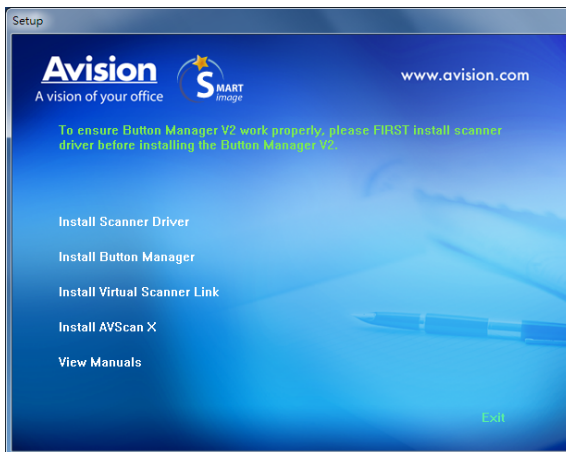 Setup
Avision
A vision of your office
SMART
image
www.avision.com
To ensure Button Manager V2 work properly, please FIRST install scanner
driver before installing the Button Manager V2.
Install Scanner Driver
Install Button Manager
Install Virtual Scanner Link
Install AVScan X
View Manuals
Exit